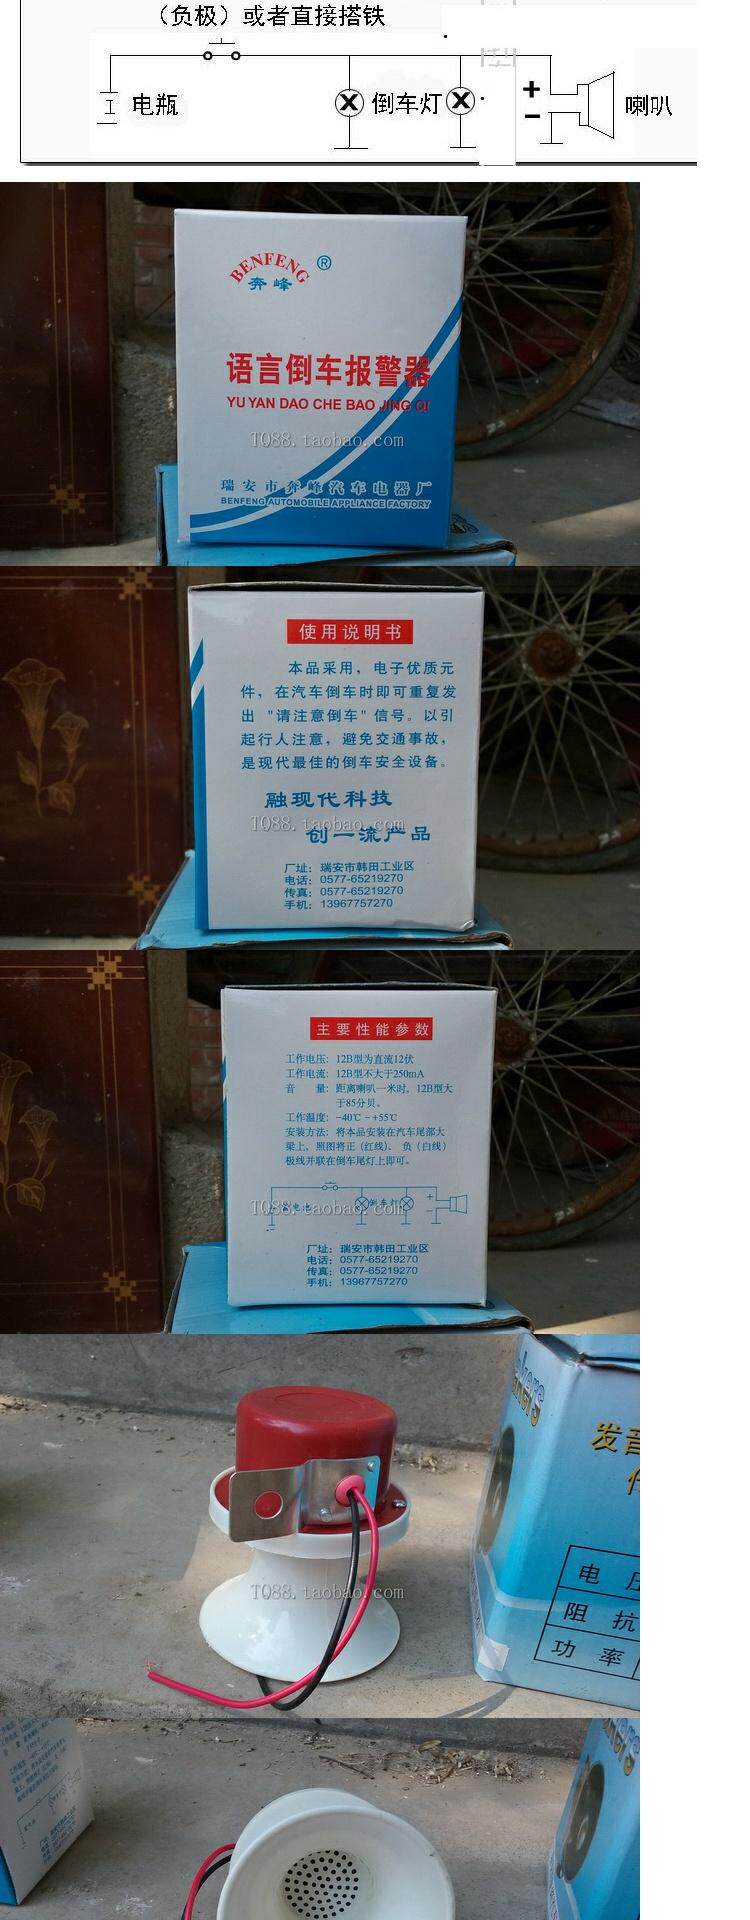 （负极）或者直接搭铁
电瓶
倒车灯
+
喇叭
−
BENFENG ®
奔峰
语言倒车报警器
YU YAN DAO CHE BAO JING QI
TQ88.taobao.com
瑞安市奔峰汽车电器厂
BENFENG AUTOMOBILE APPLIANCE FACTORY
使用说明书
本品采用，电子优质元
件，在汽车倒车时即可重复发
出 "请注意倒车" 信号。以引
起行人注意，避免交通事故，
是现代最佳的倒车安全设备。
融现代科技
TQ88.taobao.com
创一流产品
厂址：瑞安市韩田工业区
电话：0577-65219270
传真：0577-65219270
手机：13967757270
主要性能参数
工作电压：12B型为直流12伏
工作电流：12B型不大于250mA
音 量：距离喇叭一米时，12B型大
于85分贝。
工作温度：-40℃ - +55℃
安装方法：将本品安装在汽车尾部大
梁上，照图将正（红线），负（白线）
极线并联在倒车尾灯上即可。
倒车灯
TQ88.taobao.com
厂址：瑞安市韩田工业区
电话：0577-65219270
传真：0577-65219270
手机：13967757270
akers
发音
电 压
阻 抗
功 率
TQ88.taobao.com